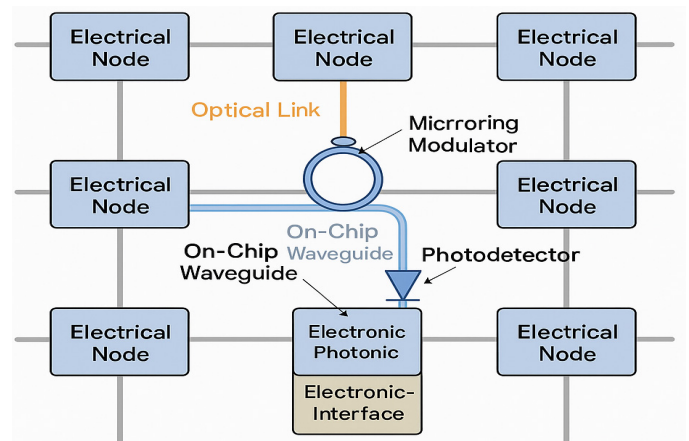 Electrical
Node
Electrical
Node
Electrical
Node
Optical Link
Micrroring
Modulator
Electrical
Node
Electrical
Node
On-Chip
Waveguide
On-Chip
Waveguide
Photodetector
Electrical
Node
Electronic
Photonic
Electrical
Node
Electronic-
Interface